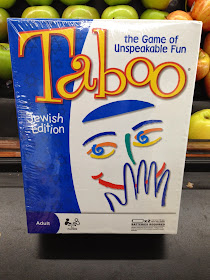 Taboo
the Game of
Unspeakable Fun
Jewish
Edition
Adult